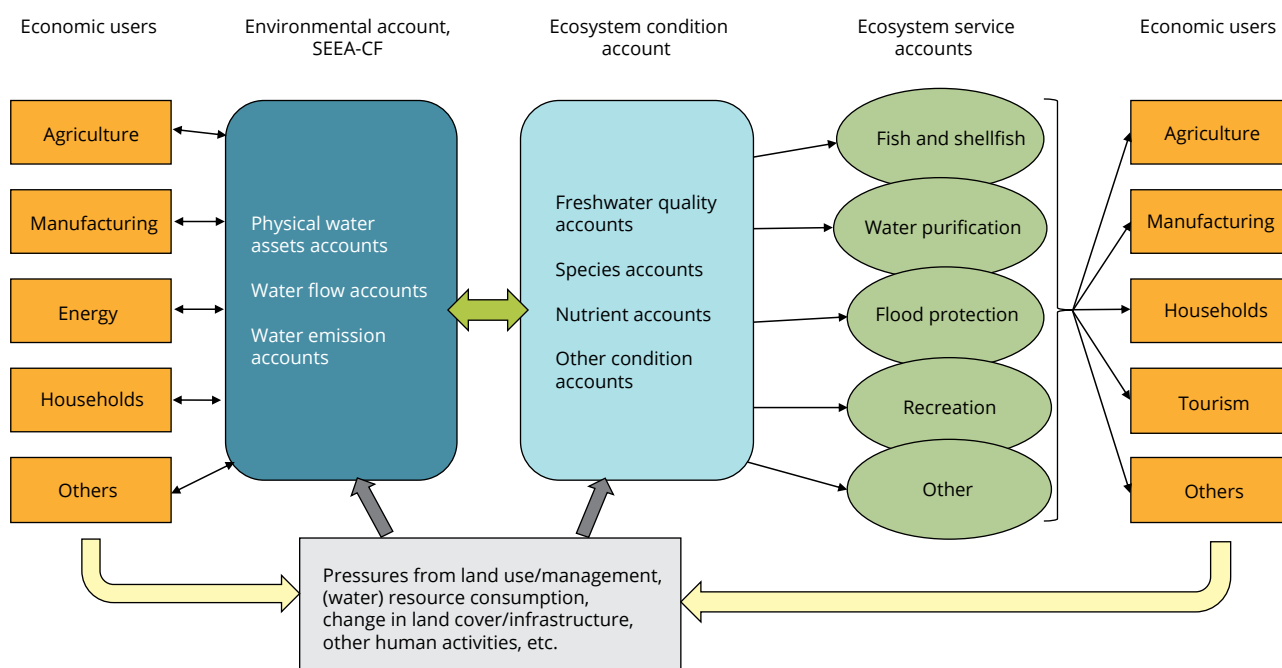 Economic users
Environmental account,
SEEA-CF
Ecosystem condition
account
Ecosystem service
accounts
Economic users
Agriculture
Manufacturing
Energy
Households
Others
Physical water
assets accounts
Water flow accounts
Water emission
accounts
Freshwater quality
accounts
Species accounts
Nutrient accounts
Other condition
accounts
Fish and shellfish
Water purification
Flood protection
Recreation
Other
Agriculture
Manufacturing
Households
Tourism
Others
Pressures from land use/management,
(water) resource consumption,
change in land cover/infrastructure,
other human activities, etc.